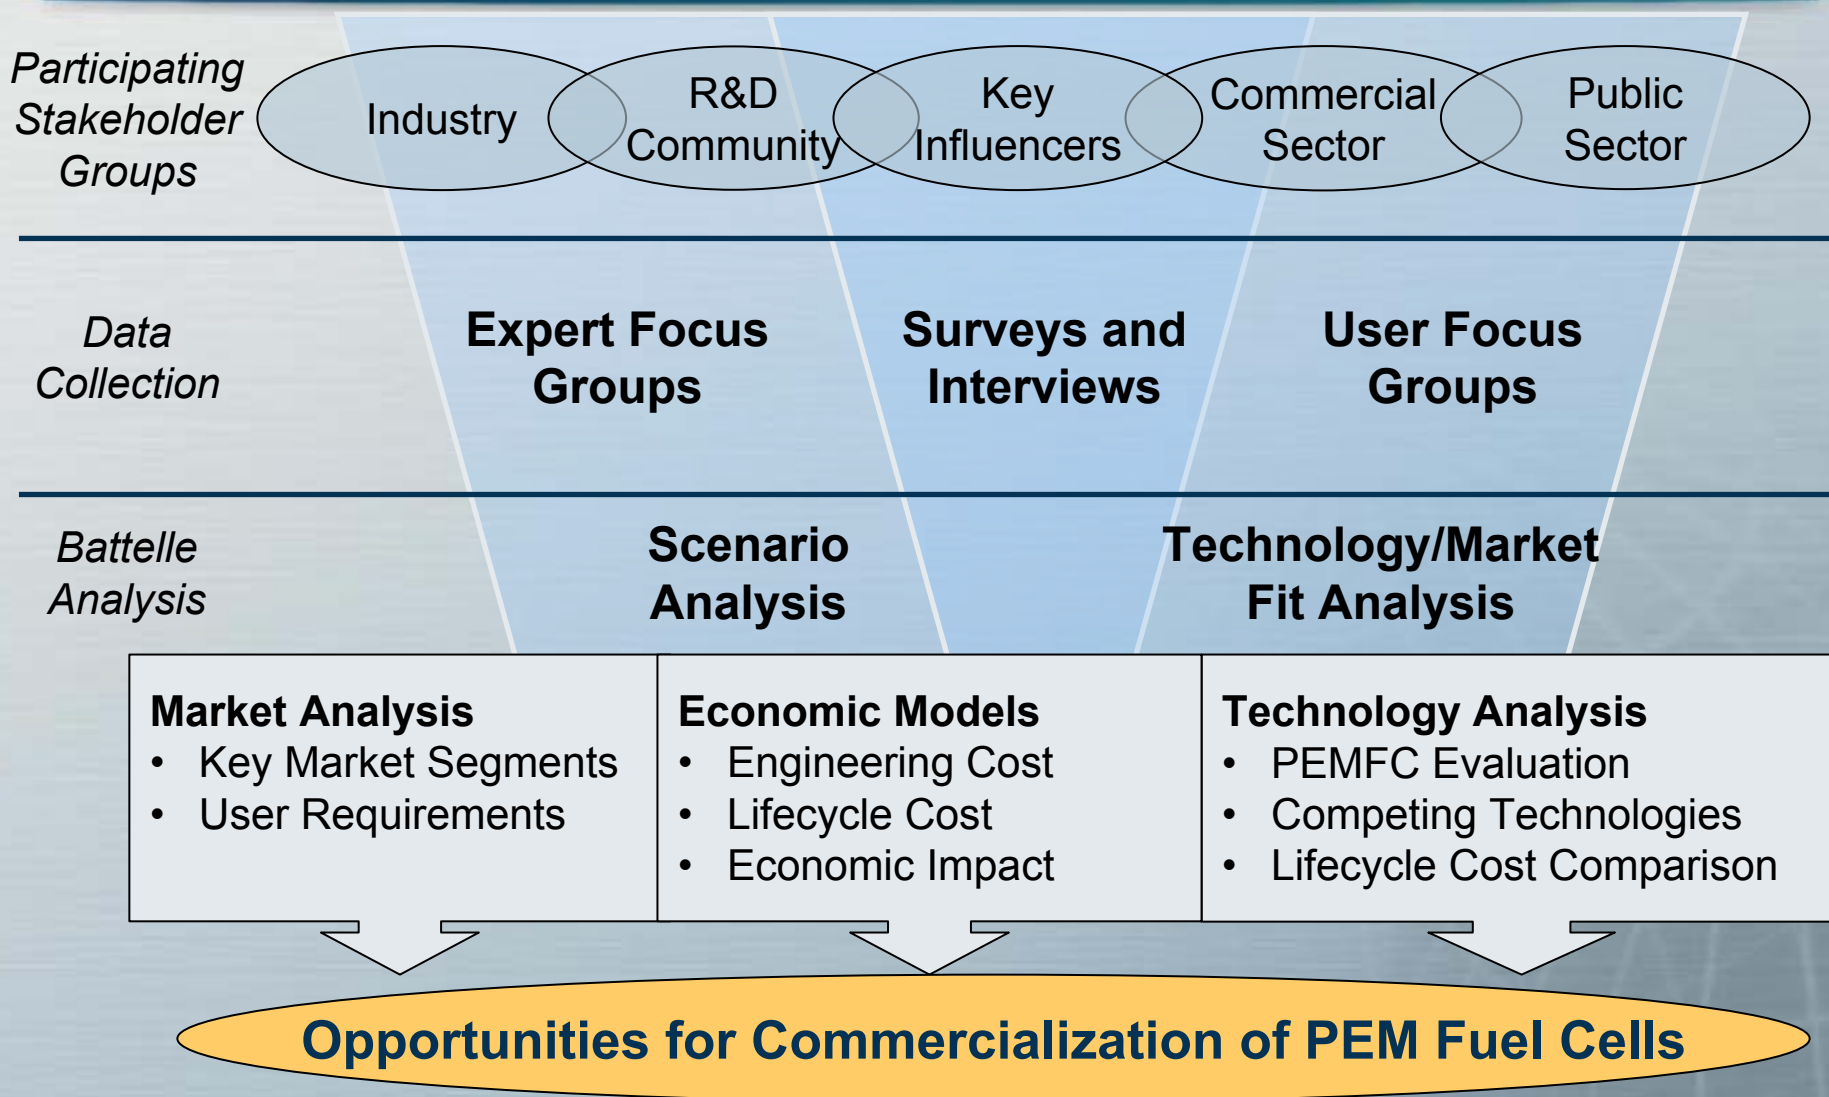 Participating
Stakeholder
Groups
Industry
R&D
Community
Key
Influencers
Commercial
Sector
Public
Sector
Data
Collection
Expert Focus
Groups
Surveys and
Interviews
User Focus
Groups
Battelle
Analysis
Scenario
Analysis
Technology/Market
Fit Analysis
Market Analysis
• Key Market Segments
• User Requirements
Economic Models
• Engineering Cost
• Lifecycle Cost
• Economic Impact
Technology Analysis
• PEMFC Evaluation
• Competing Technologies
• Lifecycle Cost Comparison
Opportunities for Commercialization of PEM Fuel Cells